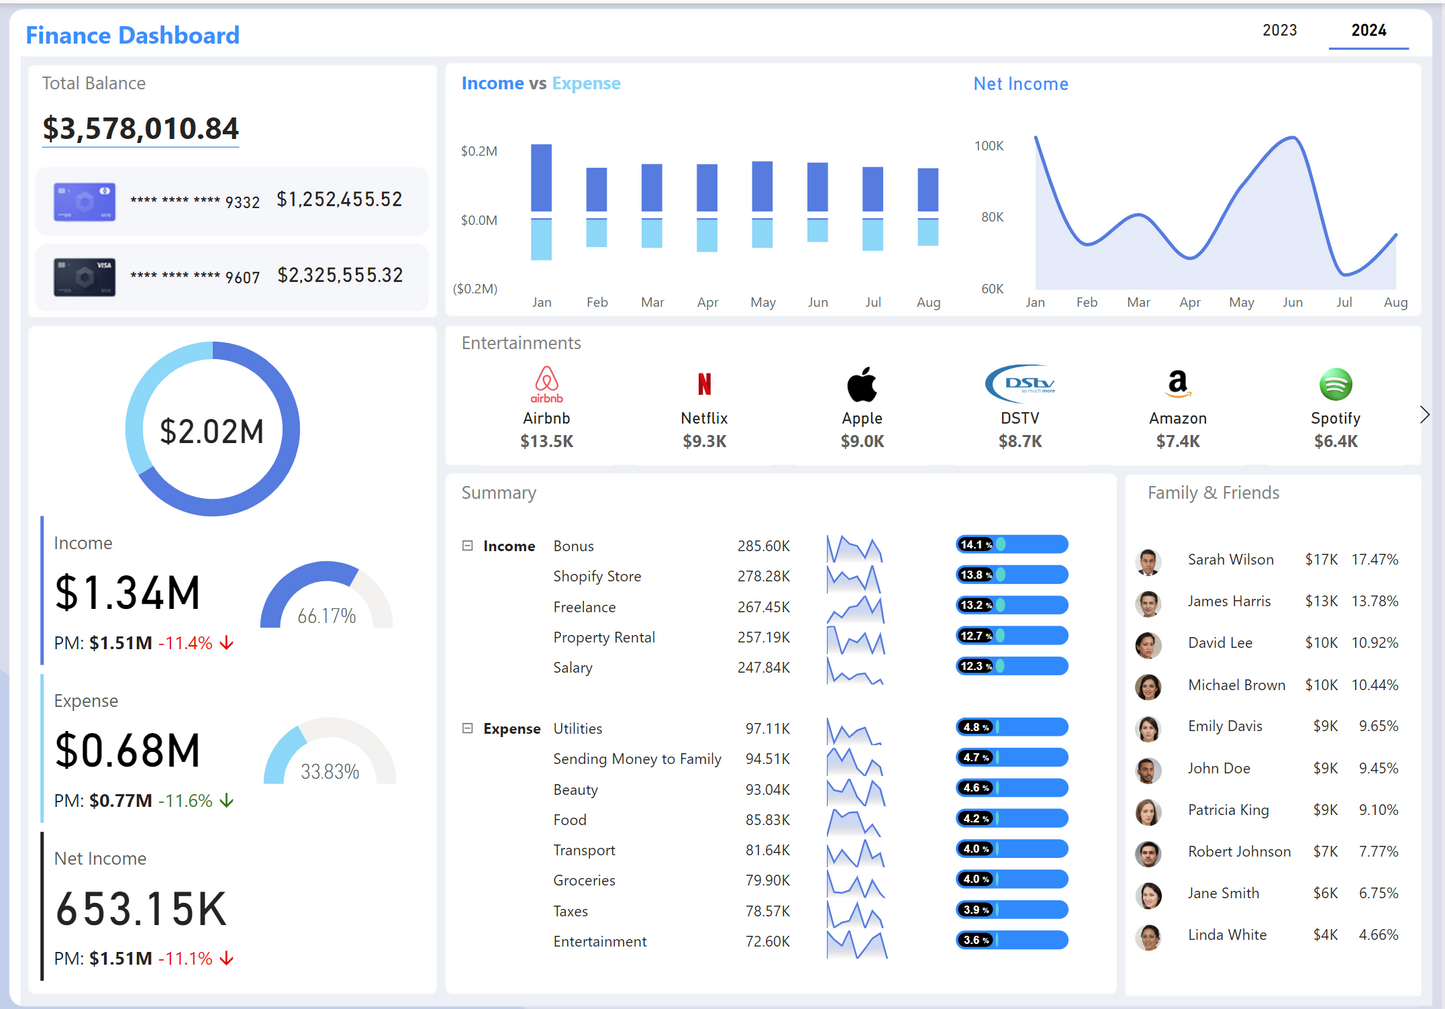 Finance Dashboard
2023
2024
Total Balance
$3,578,010.84
**** **** **** 9332 $1,252,455.52
VISA
**** **** **** 9607 $2,325,555.32
Income vs Expense
$0.2M
$0.0M
($0.2M)
Jan Feb Mar Apr May Jun Jul Aug
Net Income
100K
80K
60K
Jan Feb Mar Apr May Jun Jul Aug
$2.02M
Income
$1.34M
PM: $1.51M -11.4%
66.17%
Expense
$0.68M
PM: $0.77M -11.6%
33.83%
Net Income
653.15K
PM: $1.51M -11.1%
Entertainments
airbnb
N
DStv
so much more
a
Airbnb Netflix Apple DSTV Amazon Spotify
$13.5K $9.3K $9.0K $8.7K $7.4K $6.4K
Summary
Income Bonus 285.60K 14.1 %
Shopify Store 278.28K 13.8 %
Freelance 267.45K 13.2 %
Property Rental 257.19K 12.7 %
Salary 247.84K 12.3 %
Expense Utilities 97.11K 4.8 %
Sending Money to Family 94.51K 4.7 %
Beauty 93.04K 4.6 %
Food 85.83K 4.2 %
Transport 81.64K 4.0 %
Groceries 79.90K 4.0 %
Taxes 78.57K 3.9 %
Entertainment 72.60K 3.6 %
Family & Friends
Sarah Wilson $17K 17.47%
James Harris $13K 13.78%
David Lee $10K 10.92%
Michael Brown $10K 10.44%
Emily Davis $9K 9.65%
John Doe $9K 9.45%
Patricia King $9K 9.10%
Robert Johnson $7K 7.77%
Jane Smith $6K 6.75%
Linda White $4K 4.66%